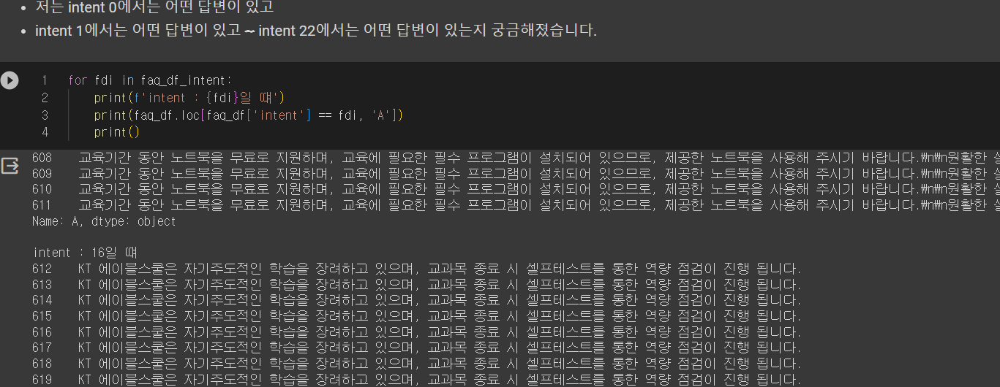 저는 intent 0에서는 어떤 답변이 있고
intent 1에서는 어떤 답변이 있고 ~ intent 22에서는 어떤 답변이 있는지 궁금해졌습니다.
1 for fdi in faq_df_intent:
2 print(f'intent : {fdi}일 떄')
3 print(faq_df.loc[faq_df['intent'] == fdi, 'A'])
4 print()
608 교육기간 동안 노트북을 무료로 지원하며, 교육에 필요한 필수 프로그램이 설치되어 있으므로, 제공한 노트북을 사용해 주시기 바랍니다.₩n₩n원활한
609 교육기간 동안 노트북을 무료로 지원하며, 교육에 필요한 필수 프로그램이 설치되어 있으므로, 제공한 노트북을 사용해 주시기 바랍니다.₩n₩n원활한
610 교육기간 동안 노트북을 무료로 지원하며, 교육에 필요한 필수 프로그램이 설치되어 있으므로, 제공한 노트북을 사용해 주시기 바랍니다.₩n₩n원활한
611 교육기간 동안 노트북을 무료로 지원하며, 교육에 필요한 필수 프로그램이 설치되어 있으므로, 제공한 노트북을 사용해 주시기 바랍니다.₩n₩n원활한
Name: A, dtype: object
intent : 16일 떄
612 KT 에이블스쿨은 자기주도적인 학습을 장려하고 있으며, 교과목 종료 시 셀프테스트를 통한 역량 점검이 진행 됩니다.
613 KT 에이블스쿨은 자기주도적인 학습을 장려하고 있으며, 교과목 종료 시 셀프테스트를 통한 역량 점검이 진행 됩니다.
614 KT 에이블스쿨은 자기주도적인 학습을 장려하고 있으며, 교과목 종료 시 셀프테스트를 통한 역량 점검이 진행 됩니다.
615 KT 에이블스쿨은 자기주도적인 학습을 장려하고 있으며, 교과목 종료 시 셀프테스트를 통한 역량 점검이 진행 됩니다.
616 KT 에이블스쿨은 자기주도적인 학습을 장려하고 있으며, 교과목 종료 시 셀프테스트를 통한 역량 점검이 진행 됩니다.
617 KT 에이블스쿨은 자기주도적인 학습을 장려하고 있으며, 교과목 종료 시 셀프테스트를 통한 역량 점검이 진행 됩니다.
618 KT 에이블스쿨은 자기주도적인 학습을 장려하고 있으며, 교과목 종료 시 셀프테스트를 통한 역량 점검이 진행 됩니다.
619 KT 에이블스쿨은 자기주도적인 학습을 장려하고 있으며, 교과목 종료 시 셀프테스트를 통한 역량 점검이 진행 됩니다.